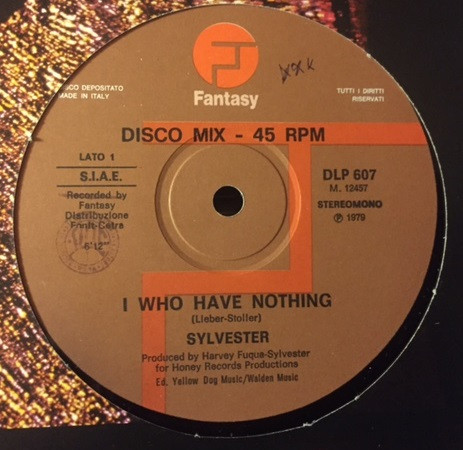 Fantasy
DISCO DEPOSITATO
MADE IN ITALY
TUTTI I DIRITTI
RISERVATI
DISCO MIX - 45 RPM
LATO 1
S.I.A.E.
Recorded by
Fantasy
Distribuzione
Fonit-Cetra
6'12"
DLP 607
M. 12457
STEREOMONO
Ⓟ 1979
I WHO HAVE NOTHING
(Lieber-Stoller)
SYLVESTER
Produced by Harvey Fuqua-Sylvester
for Honey Records Productions
Ed. Yellow Dog Music/Walden Music